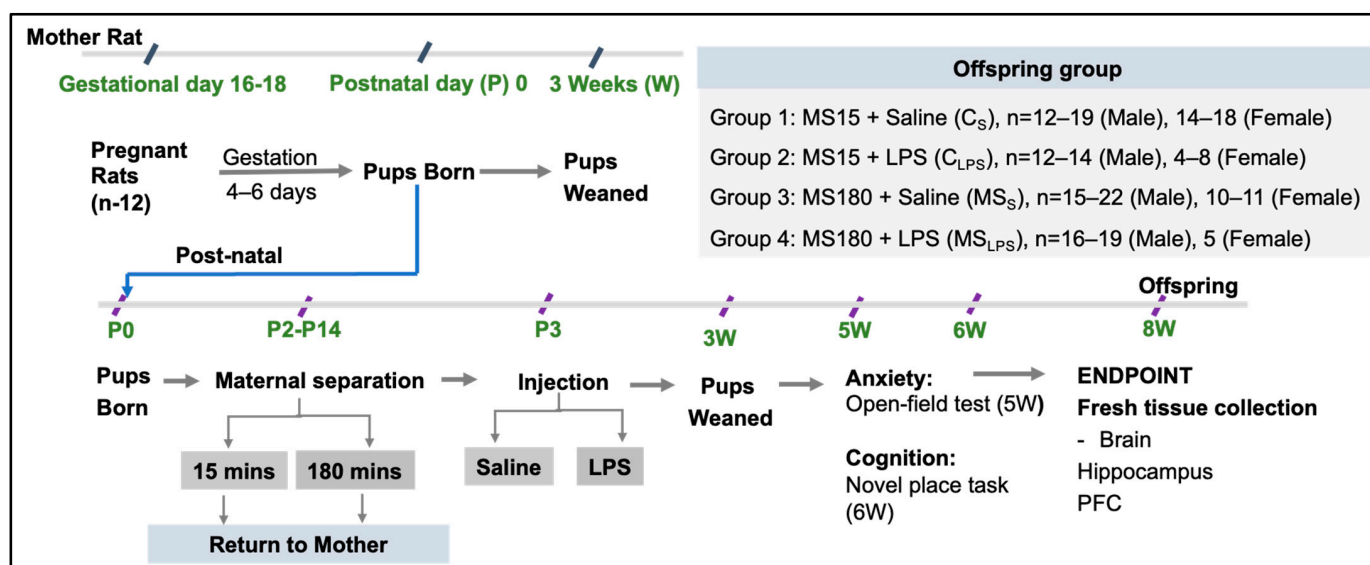 Mother Rat
Gestational day 16-18
Postnatal day (P) 0
3 Weeks (W)
Pregnant
Rats
(n-12)
Gestation
4–6 days
Pups Born
Pups
Weaned
Post-natal
Offspring group
Group 1: MS15 + Saline (CS), n=12–19 (Male), 14–18 (Female)
Group 2: MS15 + LPS (CLPS), n=12–14 (Male), 4–8 (Female)
Group 3: MS180 + Saline (MSS), n=15–22 (Male), 10–11 (Female)
Group 4: MS180 + LPS (MSLPS), n=16–19 (Male), 5 (Female)
Offspring
P0
P2-P14
P3
3W
5W
6W
8W
Pups
Born
Maternal separation
15 mins
180 mins
Return to Mother
Injection
Saline
LPS
Pups
Weaned
Anxiety:
Open-field test (5W)
Cognition:
Novel place task
(6W)
ENDPOINT
Fresh tissue collection
- Brain
Hippocampus
PFC